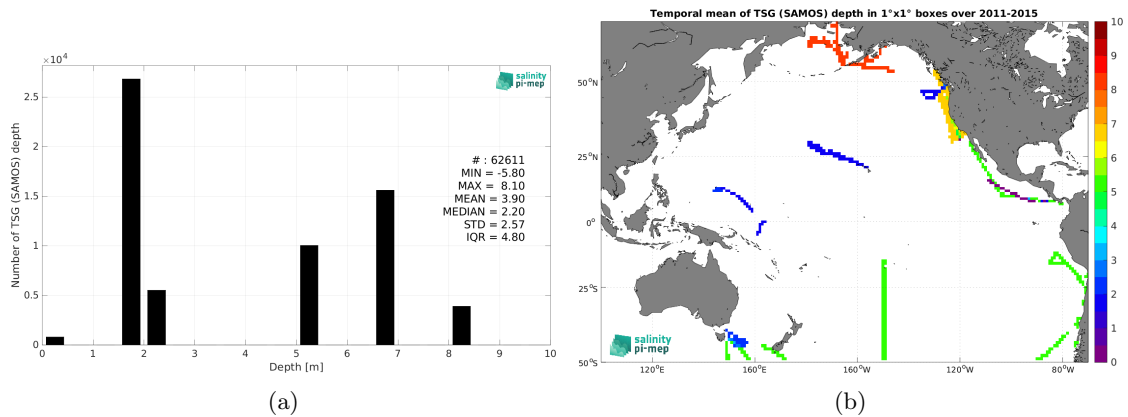 ×10⁴
2.5
2
1.5
1
0.5
0
0 1 2 3 4 5 6 7 8 9 10
Number of TSG (SAMOS) depth
Depth [m]
salinity
pi-mep
# : 62611
MIN = -5.80
MAX = 8.10
MEAN = 3.90
MEDIAN = 2.20
STD = 2.57
IQR = 4.80
(a)
Temporal mean of TSG (SAMOS) depth in 1°x1° boxes over 2011-2015
50°N
25°N
0°
25°S
50°S
120°E 160°E 160°W 120°W 80°W
salinity
pi-mep
10
9
8
7
6
5
4
3
2
1
0
(b)